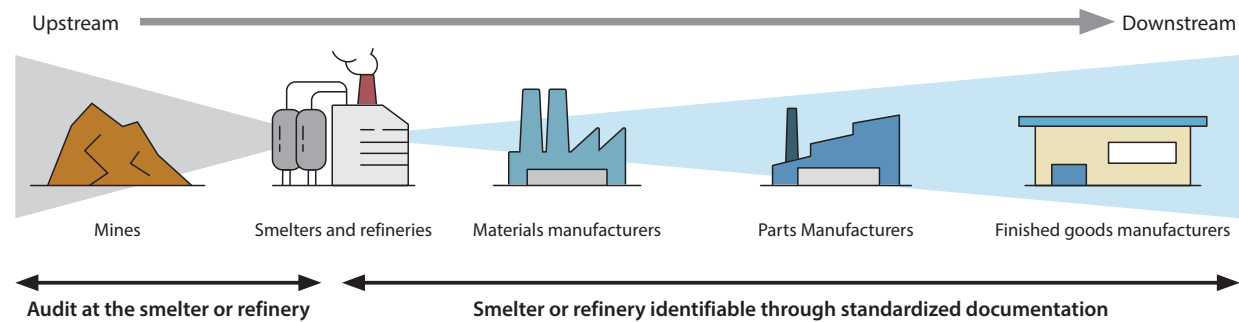 Upstream
Downstream
Mines
Smelters and refineries
Materials manufacturers
Parts Manufacturers
Finished goods manufacturers
Audit at the smelter or refinery
Smelter or refinery identifiable through standardized documentation